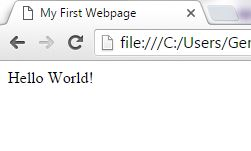 My First Webpage
file:///C:/Users/Ger
Hello World!